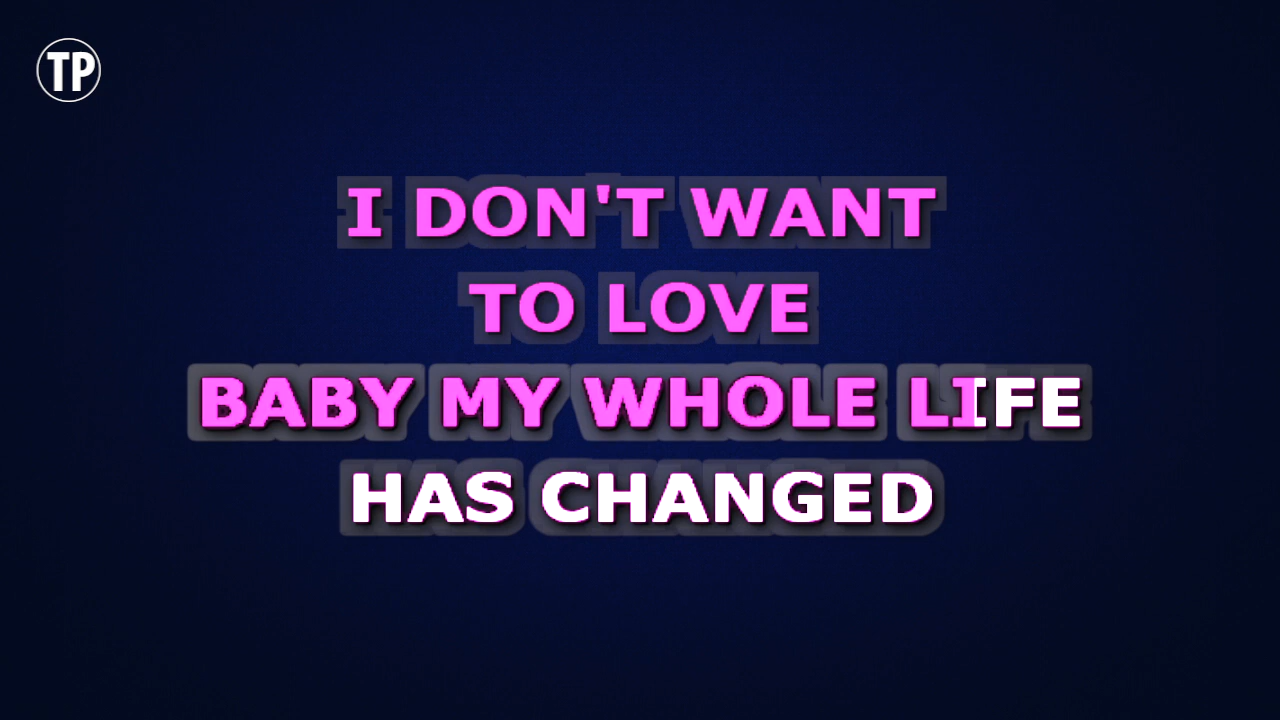 TP
I DON'T WANT
TO LOVE
BABY MY WHOLE LIFE
HAS CHANGED